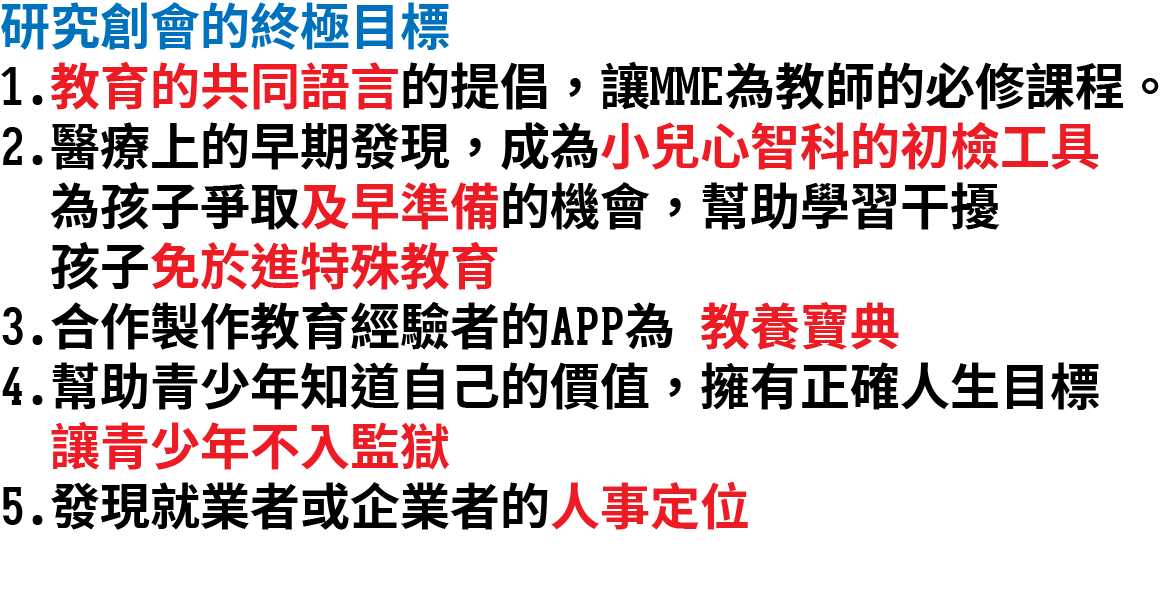 研究創會的終極目標
1.教育的共同語言的提倡，讓MME為教師的必修課程。
2.醫療上的早期發現，成為小兒心智科的初檢工具
為孩子爭取及早準備的機會，幫助學習干擾
孩子免於進特殊教育
3.合作製作教育經驗者的APP為 教養寶典
4.幫助青少年知道自己的價值，擁有正確人生目標
讓青少年不入監獄
5.發現就業者或企業者的人事定位